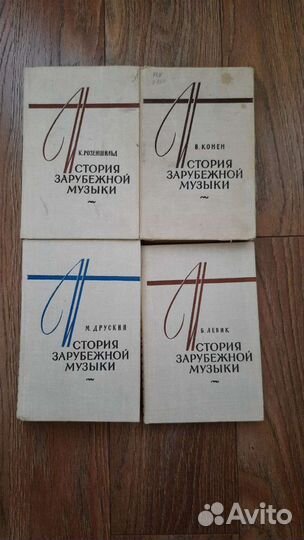 К. РОЗЕНШИЛЬД
ИСТОРИЯ
ЗАРУБЕЖНОЙ
МУЗЫКИ
В. КОНЕН
ИСТОРИЯ
ЗАРУБЕЖНОЙ
МУЗЫКИ
М. ДРУСКИН
ИСТОРИЯ
ЗАРУБЕЖНОЙ
МУЗЫКИ
Б. ЛЕВИК
ИСТОРИЯ
ЗАРУБЕЖНОЙ
МУЗЫКИ
Avito